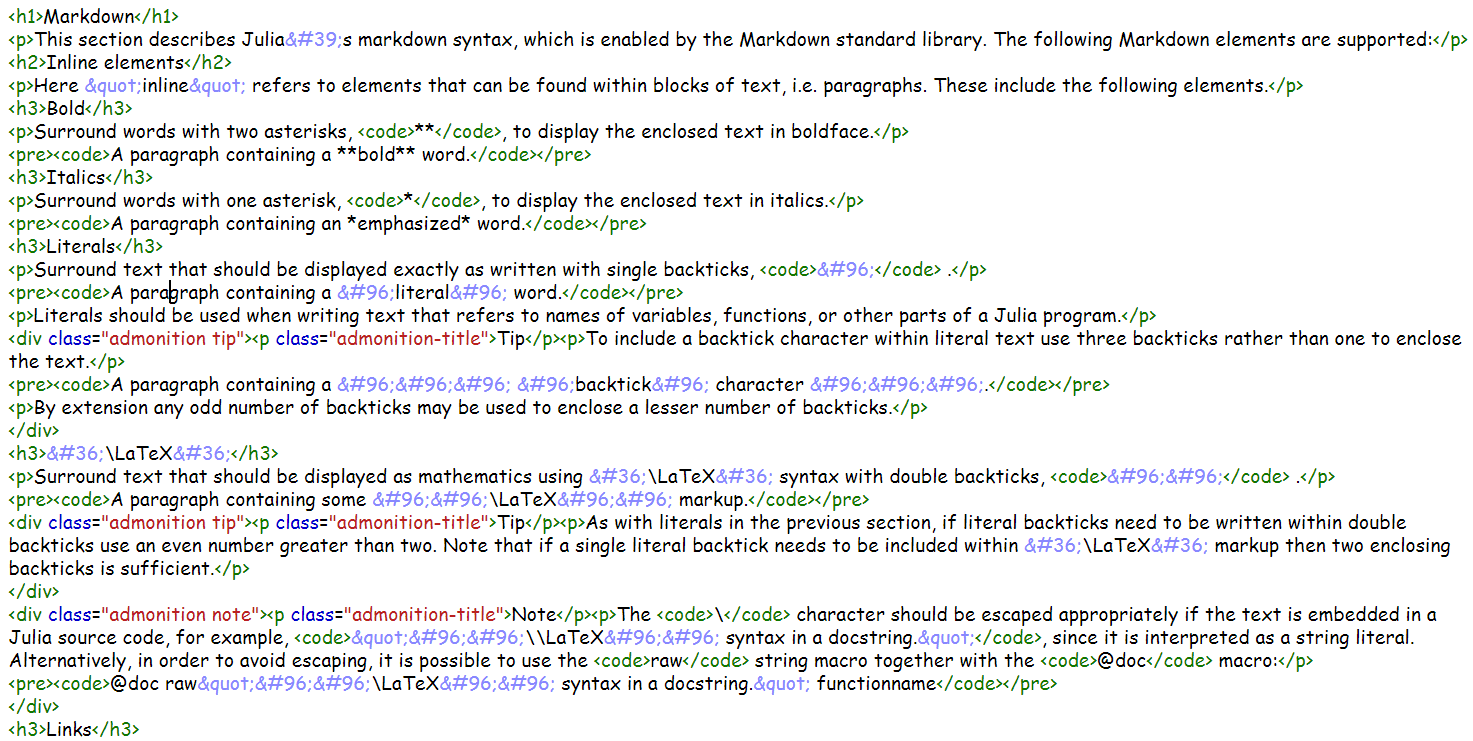 <h1>Markdown</h1>
<p>This section describes Julia&#39;s markdown syntax, which is enabled by the Markdown standard library. The following Markdown elements are supported:</p>
<h2>Inline elements</h2>
<p>Here &quot;inline&quot; refers to elements that can be found within blocks of text, i.e. paragraphs. These include the following elements.</p>
<h3>Bold</h3>
<p>Surround words with two asterisks, <code>**</code>, to display the enclosed text in boldface.</p>
<pre><code>A paragraph containing a **bold** word.</code></pre>
<h3>Italics</h3>
<p>Surround words with one asterisk, <code>*</code>, to display the enclosed text in italics.</p>
<pre><code>A paragraph containing an *emphasized* word.</code></pre>
<h3>Literals</h3>
<p>Surround text that should be displayed exactly as written with single backticks, <code>&#96;</code> .</p>
<pre><code>A paragraph containing a &#96;literal&#96; word.</code></pre>
<p>Literals should be used when writing text that refers to names of variables, functions, or other parts of a Julia program.</p>
<div class="admonition tip"><p class="admonition-title">Tip</p><p>To include a backtick character within literal text use three backticks rather than one to enclose
the text.</p>
<pre><code>A paragraph containing a &#96;&#96;&#96; &#96;backtick&#96; character &#96;&#96;&#96;.</code></pre>
<p>By extension any odd number of backticks may be used to enclose a lesser number of backticks.</p>
</div>
<h3>&#36;\LaTeX&#36;</h3>
<p>Surround text that should be displayed as mathematics using &#36;\LaTeX&#36; syntax with double backticks, <code>&#96;&#96;</code> .</p>
<pre><code>A paragraph containing some &#96;&#96;\LaTeX&#96;&#96; markup.</code></pre>
<div class="admonition tip"><p class="admonition-title">Tip</p><p>As with literals in the previous section, if literal backticks need to be written within double
backticks use an even number greater than two. Note that if a single literal backtick needs to be included within &#36;\LaTeX&#36; markup then two enclosing
backticks is sufficient.</p>
</div>
<div class="admonition note"><p class="admonition-title">Note</p><p>The <code>\</code> character should be escaped appropriately if the text is embedded in a
Julia source code, for example, <code>&quot;&#96;&#96;\\LaTeX&#96;&#96; syntax in a docstring.&quot;</code>, since it is interpreted as a string literal.
Alternatively, in order to avoid escaping, it is possible to use the <code>raw</code> string macro together with the <code>@doc</code> macro:</p>
<pre><code>@doc raw&quot;&#96;&#96;\LaTeX&#96;&#96; syntax in a docstring.&quot; functionname</code></pre>
</div>
<h3>Links</h3>